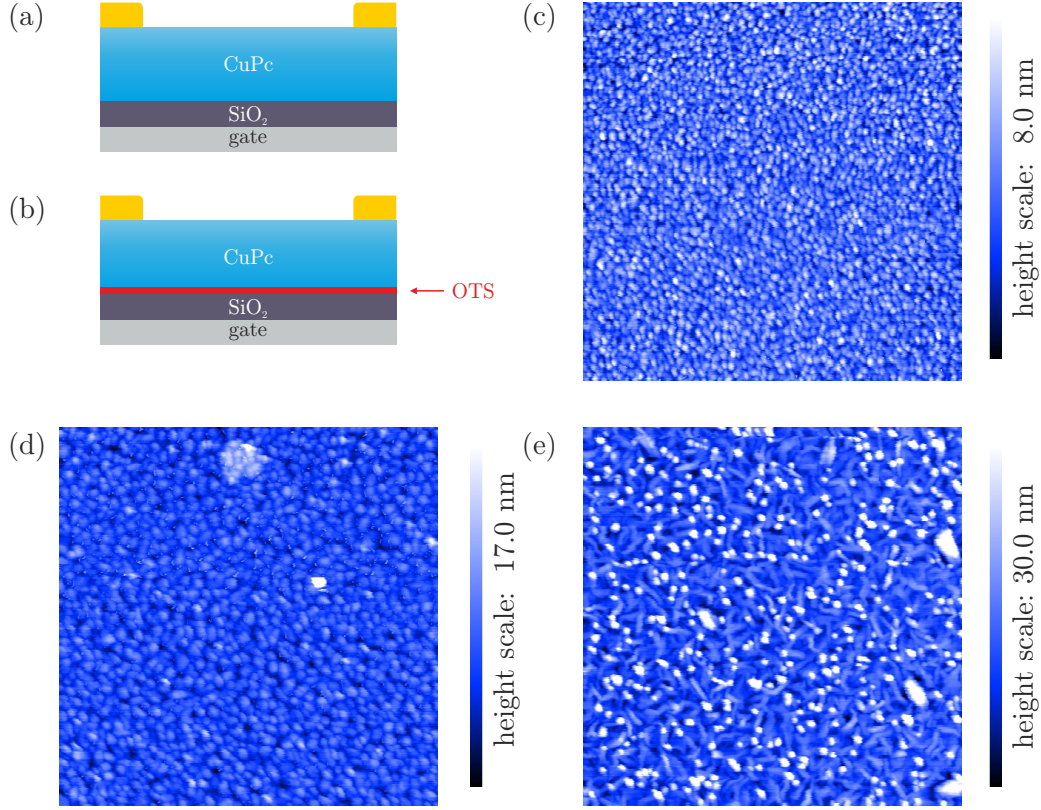 (a)
CuPc
SiO₂
gate
(b)
CuPc
OTS
SiO₂
gate
(c)
height scale: 8.0 nm
(d)
height scale: 17.0 nm
(e)
height scale: 30.0 nm